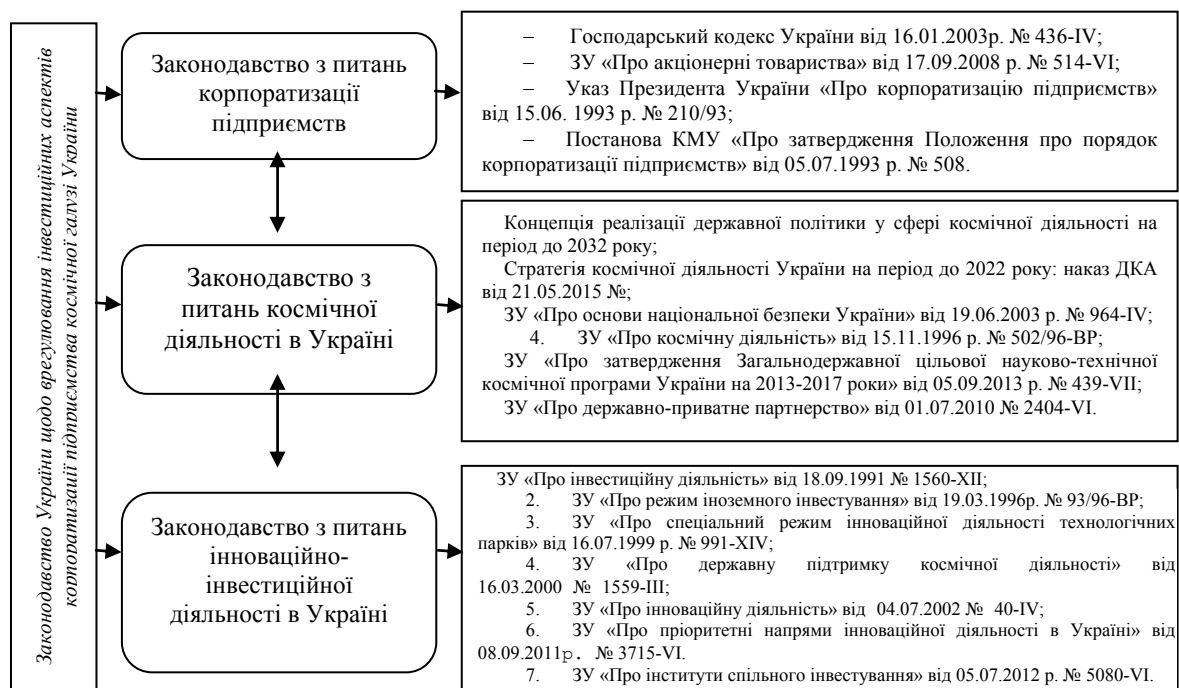 Законодавство України щодо врегулювання інвестиційних аспектів
корпоратизації підприємства космічної галузі України
Законодавство з питань
корпоратизації
підприємств
– Господарський кодекс України від 16.01.2003р. № 436-IV;
– ЗУ «Про акціонерні товариства» від 17.09.2008 р. № 514-VI;
– Указ Президента України «Про корпоратизацію підприємств»
від 15.06. 1993 р. № 210/93;
– Постанова КМУ «Про затвердження Положення про порядок
корпоратизації підприємств» від 05.07.1993 р. № 508.
Законодавство з
питань космічної
діяльності в Україні
Концепція реалізації державної політики у сфері космічної діяльності на
період до 2032 року;
Стратегія космічної діяльності України на період до 2022 року: наказ ДКА
від 21.05.2015 №;
ЗУ «Про основи національної безпеки України» від 19.06.2003 р. № 964-IV;
4. ЗУ «Про космічну діяльність» від 15.11.1996 р. № 502/96-ВР;
ЗУ «Про затвердження Загальнодержавної цільової науково-технічної
космічної програми України на 2013-2017 роки» від 05.09.2013 р. № 439-VII;
ЗУ «Про державно-приватне партнерство» від 01.07.2010 № 2404-VI.
Законодавство з питань
інноваційно-
інвестиційної
діяльності в Україні
ЗУ «Про інвестиційну діяльність» від 18.09.1991 № 1560-XII;
2. ЗУ «Про режим іноземного інвестування» від 19.03.1996р. № 93/96-ВР;
3. ЗУ «Про спеціальний режим інноваційної діяльності технологічних
парків» від 16.07.1999 р. № 991-XIV;
4. ЗУ «Про державну підтримку космічної діяльності» від
16.03.2000 № 1559-III;
5. ЗУ «Про інноваційну діяльність» від 04.07.2002 № 40-IV;
6. ЗУ «Про пріоритетні напрями інноваційної діяльності в Україні» від
08.09.2011р. № 3715-VI.
7. ЗУ «Про інститути спільного інвестування» від 05.07.2012 р. № 5080-VI.